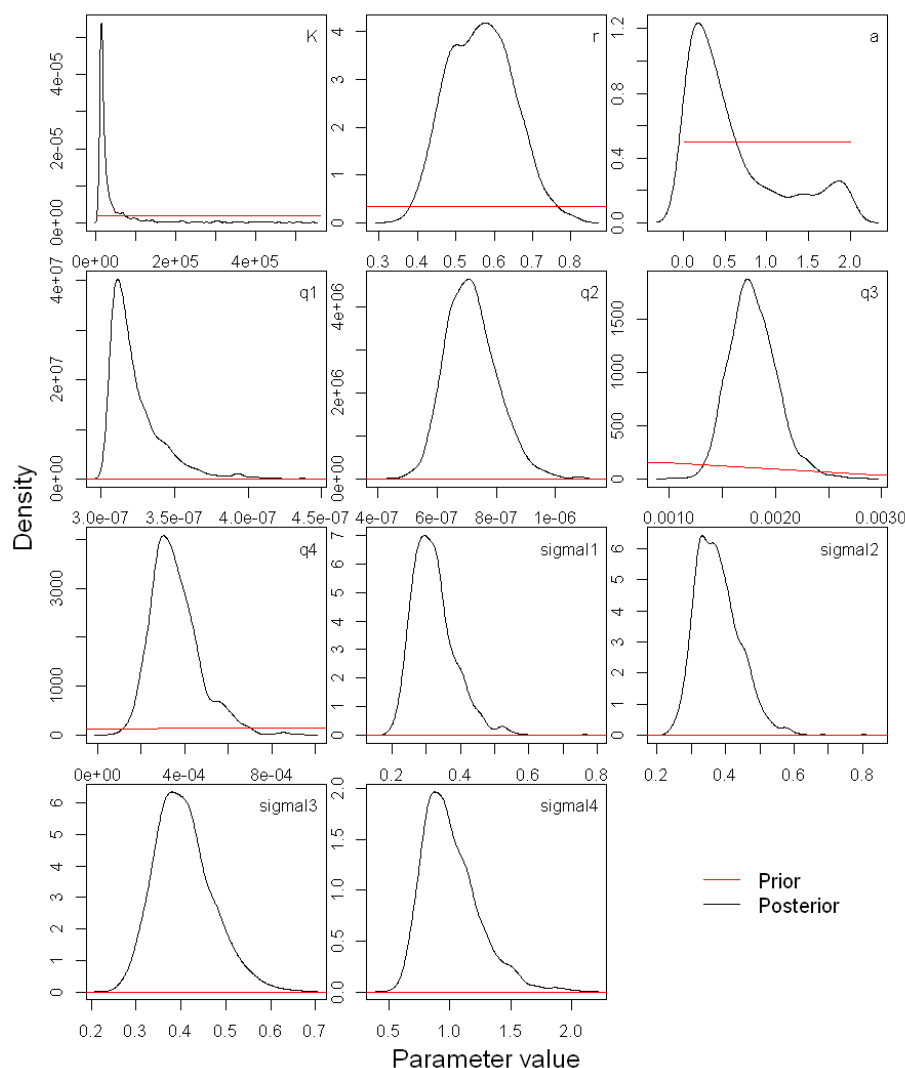 K
0e+00 2e-05 4e-05
0e+00 2e+05 4e+05
r
0 1 2 3 4
0.3 0.4 0.5 0.6 0.7 0.8
a
0.0 0.4 0.8 1.2
0.0 0.5 1.0 1.5 2.0
q1
0e+00 2e+07 4e+07
3.0e-07 3.5e-07 4.0e-07 4.5e-07
q2
0e+00 2e+06 4e+06
4e-07 6e-07 8e-07 1e-06
q3
0 500 1000 1500
0.0010 0.0020 0.0030
q4
0 1000 3000
0e+00 4e-04 8e-04
sigmaI1
0 1 2 3 4 5 6 7
0.2 0.4 0.6 0.8
sigmaI2
0 1 2 3 4 5 6
0.2 0.4 0.6 0.8
sigmaI3
0 1 2 3 4 5 6
0.2 0.3 0.4 0.5 0.6 0.7
sigmaI4
0.0 0.5 1.0 1.5 2.0
0.5 1.0 1.5 2.0
Prior
Posterior
Density
Parameter value